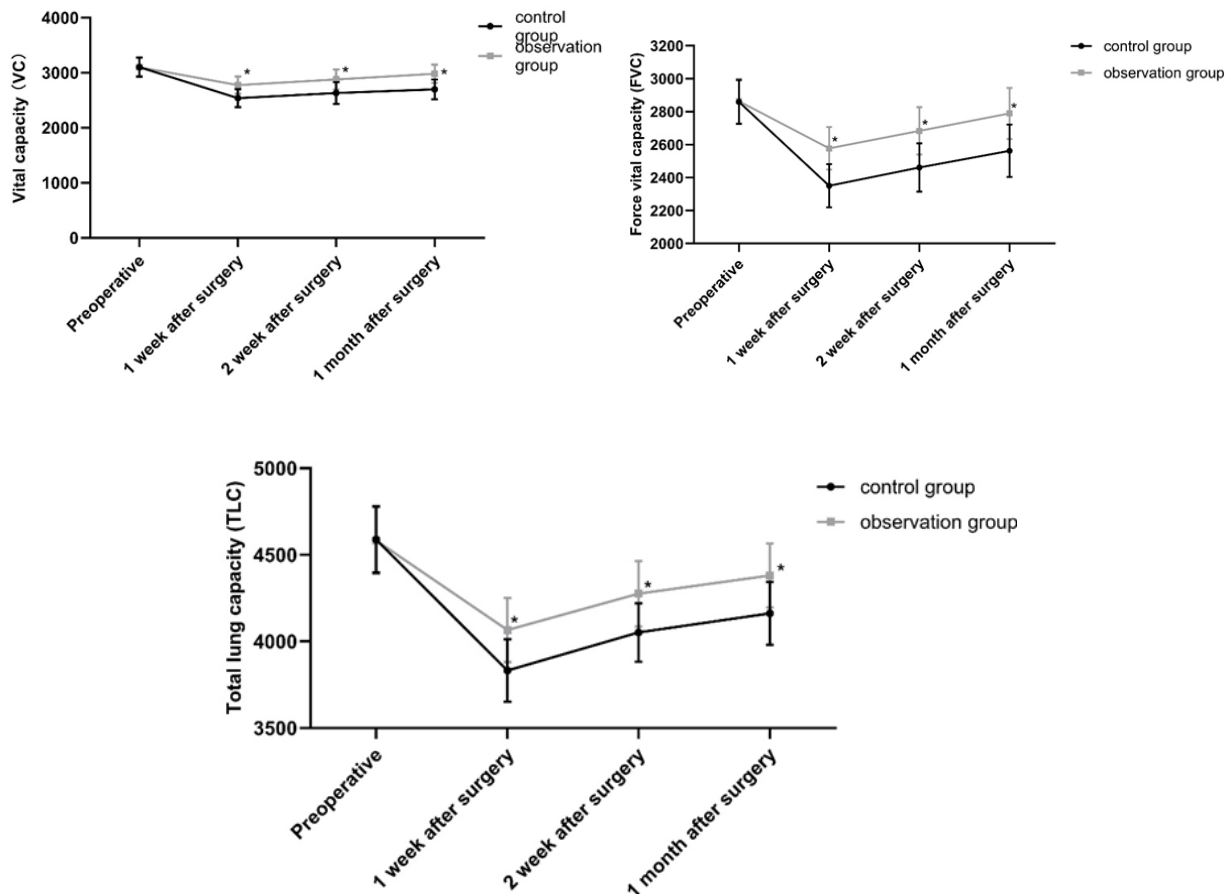 4000
3000
2000
1000
0
Vital capacity (VC)
control
group
observation
group
*
*
*
Preoperative
1 week after surgery
2 week after surgery
1 month after surgery
3200
3000
2800
2600
2400
2200
2000
Force vital capacity (FVC)
control group
observation group
*
*
*
Preoperative
1 week after surgery
2 week after surgery
1 month after surgery
5000
4500
4000
3500
Total lung capacity (TLC)
control group
observation group
*
*
*
Preoperative
1 week after surgery
2 week after surgery
1 month after surgery